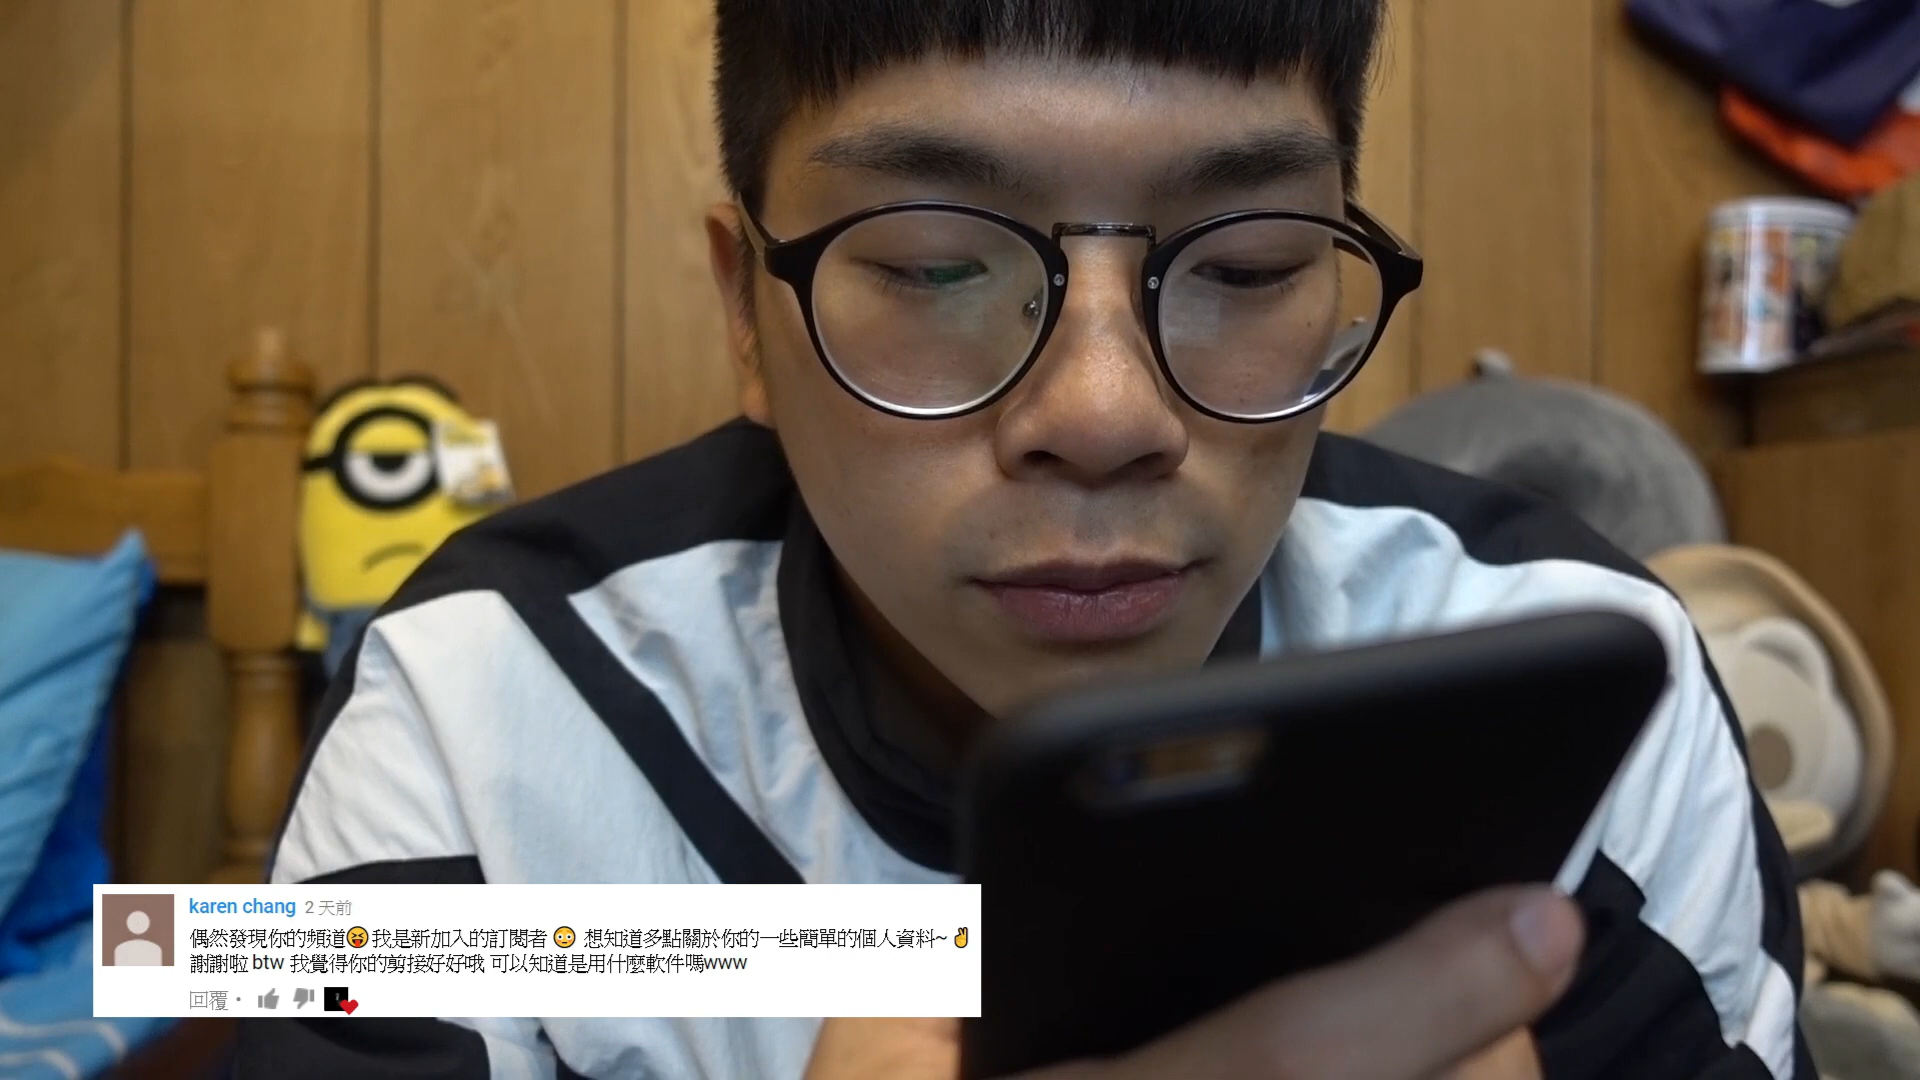 karen chang 2 天前
偶然發現你的頻道😝我是新加入的訂閱者 😳 想知道多點關於你的一些簡單的個人資料~ ✌
謝謝啦 btw 我覺得你的剪接好好哦 可以知道是用什麼軟件嗎www
回覆 •